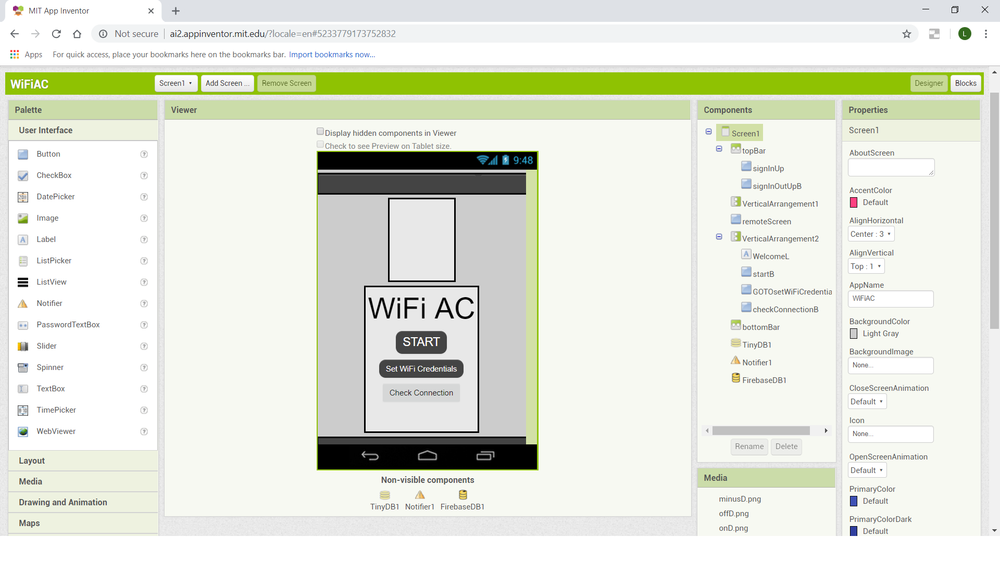 MIT App Inventor
Not secure
ai2.appinventor.mit.edu/?locale=en#5233779173752832
L
Apps
For quick access, place your bookmarks here on the bookmarks bar. Import bookmarks now...
WiFiAC
Screen1
Add Screen ...
Remove Screen
Designer
Blocks
Palette
User Interface
Button
CheckBox
DatePicker
Image
Label
ListPicker
ListView
Notifier
PasswordTextBox
Slider
Spinner
TextBox
TimePicker
WebViewer
Layout
Media
Drawing and Animation
Maps
Viewer
Display hidden components in Viewer
Check to see Preview on Tablet size.
9:48
WiFi AC
START
Set WiFi Credentials
Check Connection
Non-visible components
TinyDB1
Notifier1
FirebaseDB1
Components
Screen1
topBar
signInUp
signInOutUpB
VerticalArrangement1
remoteScreen
VerticalArrangement2
WelcomeL
startB
GOTOsetWiFiCredentia
checkConnectionB
bottomBar
TinyDB1
Notifier1
FirebaseDB1
Rename
Delete
Media
minusD.png
offD.png
onD.png
Properties
Screen1
AboutScreen
AccentColor
Default
AlignHorizontal
Center : 3
AlignVertical
Top : 1
AppName
WiFiAC
BackgroundColor
Light Gray
BackgroundImage
None...
CloseScreenAnimation
Default
Icon
None...
OpenScreenAnimation
Default
PrimaryColor
Default
PrimaryColorDark
Default